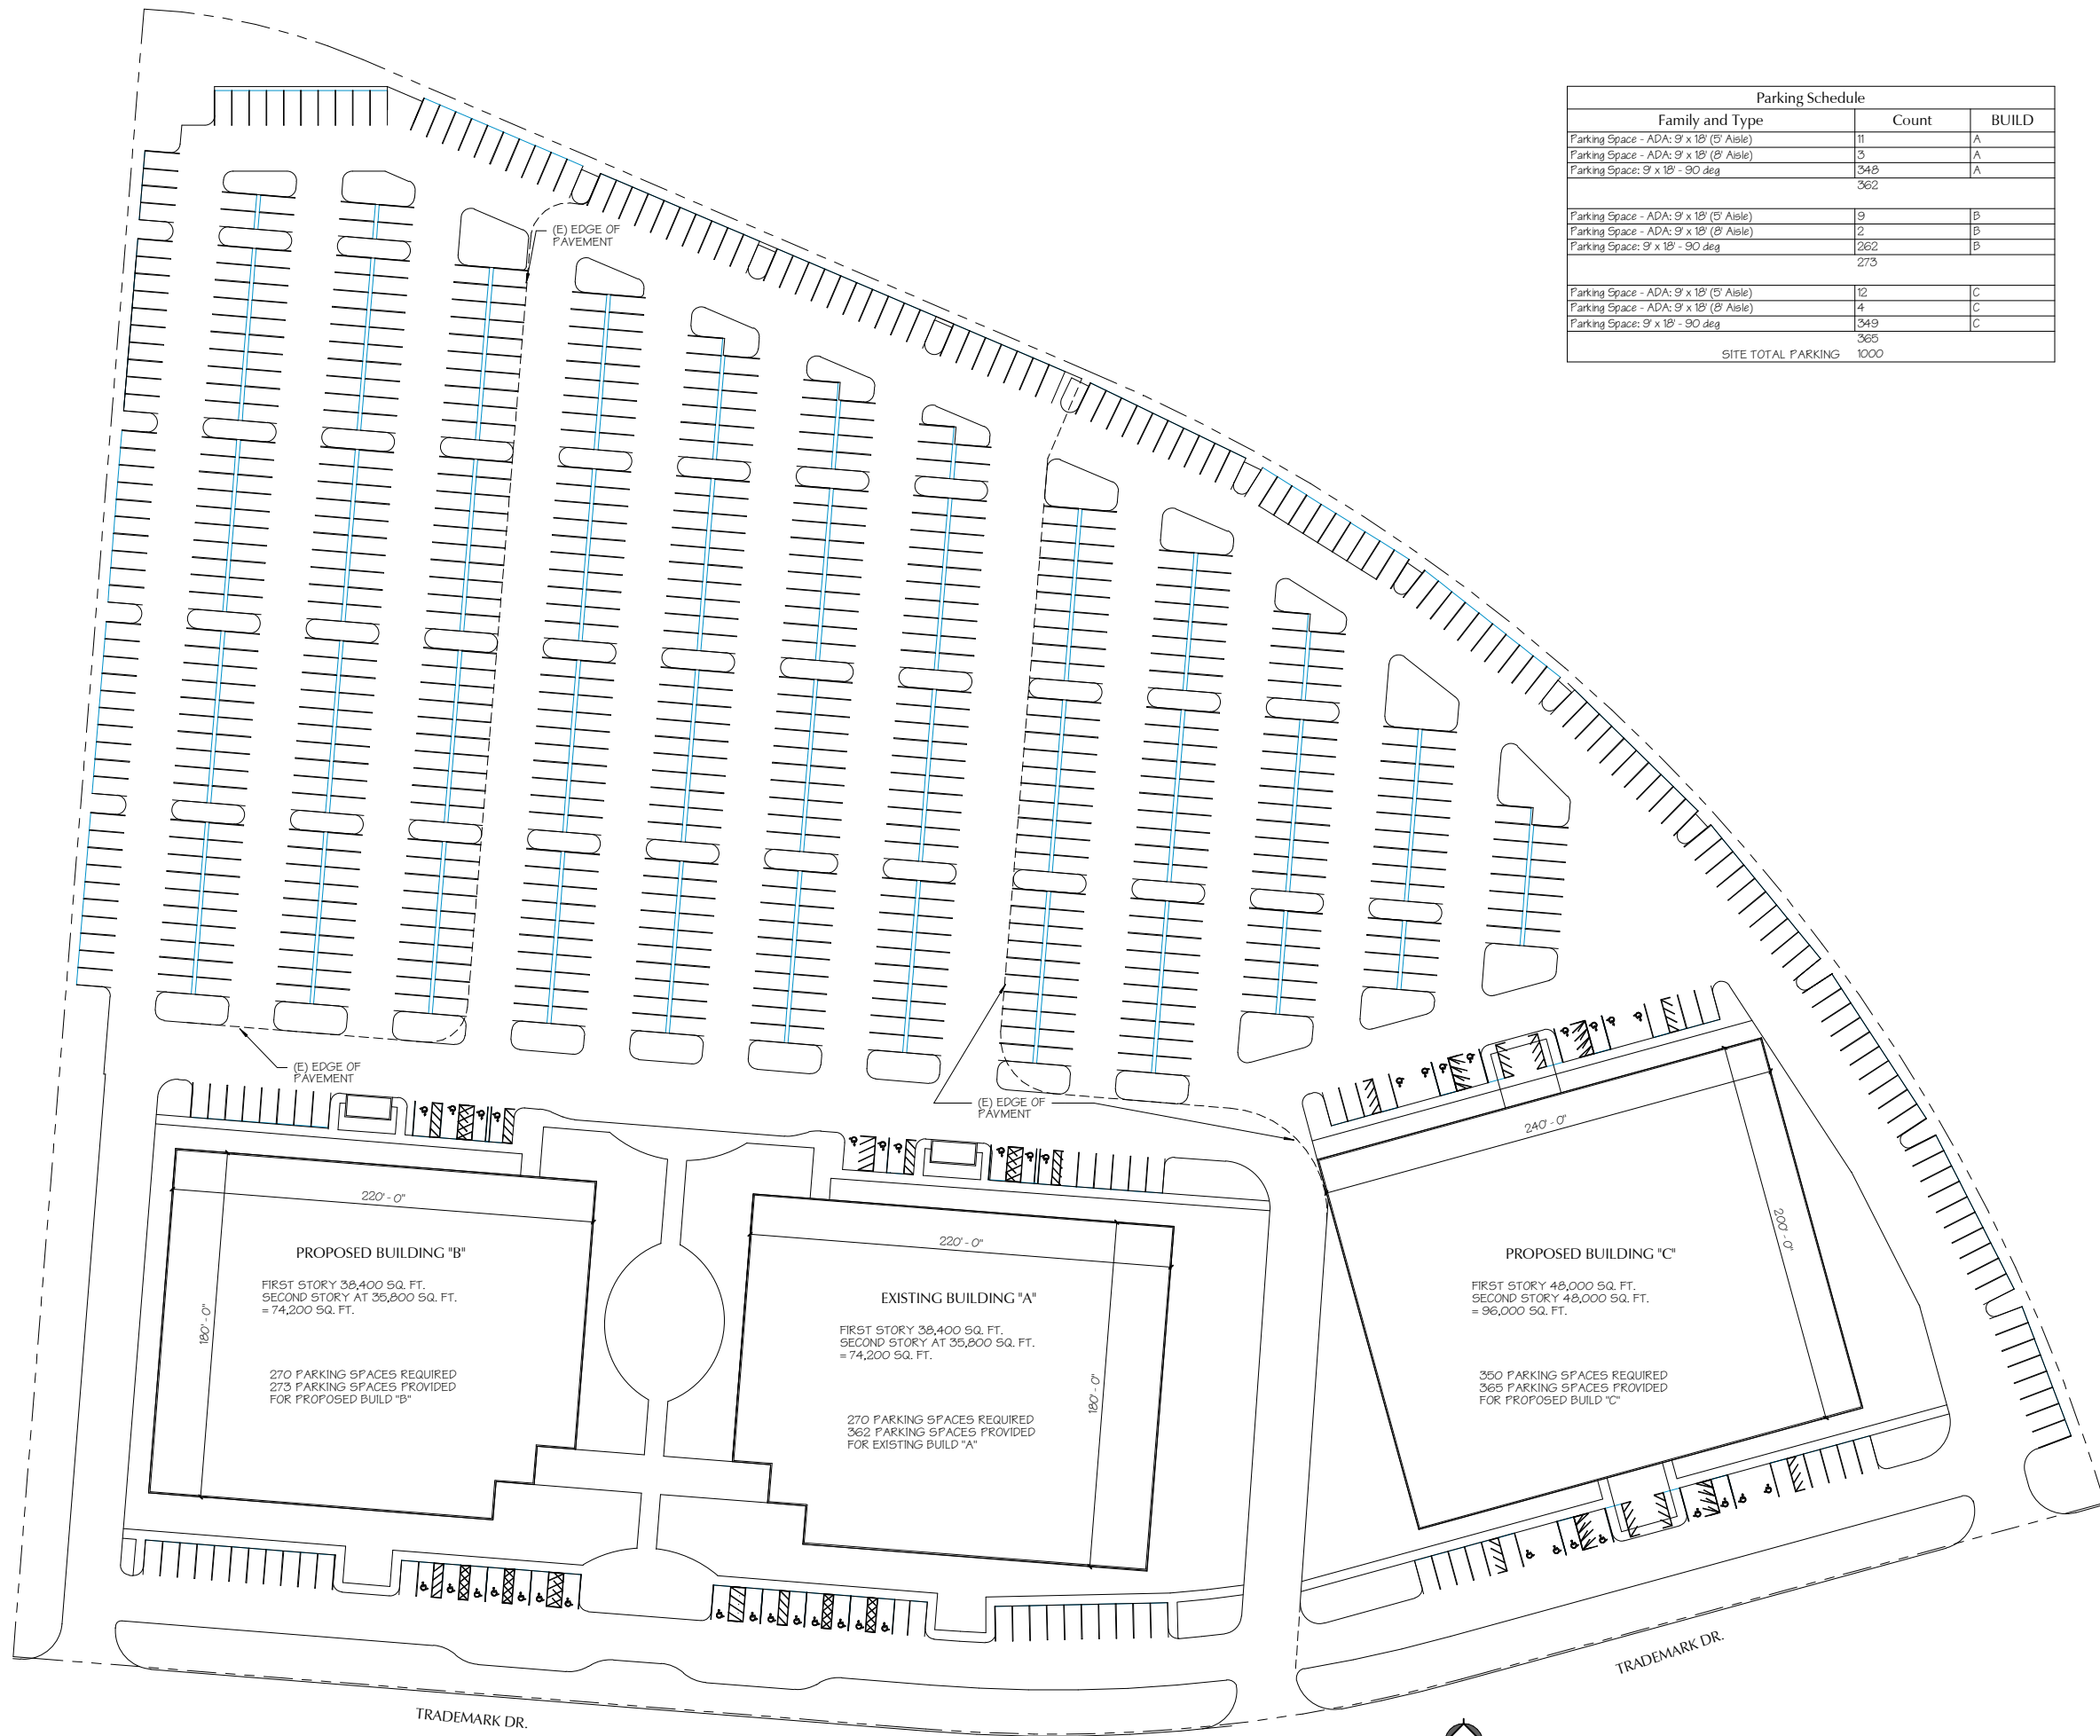 Parking Schedule
Family and Type Count BUILD
Parking Space - ADA: 9' x 18' (5' Aisle) 11 A
Parking Space - ADA: 9' x 18' (8' Aisle) 3 A
Parking Space: 9' x 18' - 90 deg 348 A
362
Parking Space - ADA: 9' x 18' (5' Aisle) 9 B
Parking Space - ADA: 9' x 18' (8' Aisle) 2 B
Parking Space: 9' x 18' - 90 deg 262 B
273
Parking Space - ADA: 9' x 18' (5' Aisle) 12 C
Parking Space - ADA: 9' x 18' (8' Aisle) 4 C
Parking Space: 9' x 18' - 90 deg 349 C
365
SITE TOTAL PARKING 1000
(E) EDGE OF
PAVEMENT
(E) EDGE OF
PAVEMENT
(E) EDGE OF
PAVMENT
220' - 0"
180' - 0"
PROPOSED BUILDING "B"
FIRST STORY 38,400 SQ. FT.
SECOND STORY AT 35,800 SQ. FT.
= 74,200 SQ. FT.
270 PARKING SPACES REQUIRED
273 PARKING SPACES PROVIDED
FOR PROPOSED BUILD "B"
220' - 0"
180' - 0"
EXISTING BUILDING "A"
FIRST STORY 38,400 SQ. FT.
SECOND STORY AT 35,800 SQ. FT.
= 74,200 SQ. FT.
270 PARKING SPACES REQUIRED
362 PARKING SPACES PROVIDED
FOR EXISTING BUILD "A"
240' - 0"
200' - 0"
PROPOSED BUILDING "C"
FIRST STORY 48,000 SQ. FT.
SECOND STORY 48,000 SQ. FT.
= 96,000 SQ. FT.
350 PARKING SPACES REQUIRED
365 PARKING SPACES PROVIDED
FOR PROPOSED BUILD "C"
TRADEMARK DR.
TRADEMARK DR.